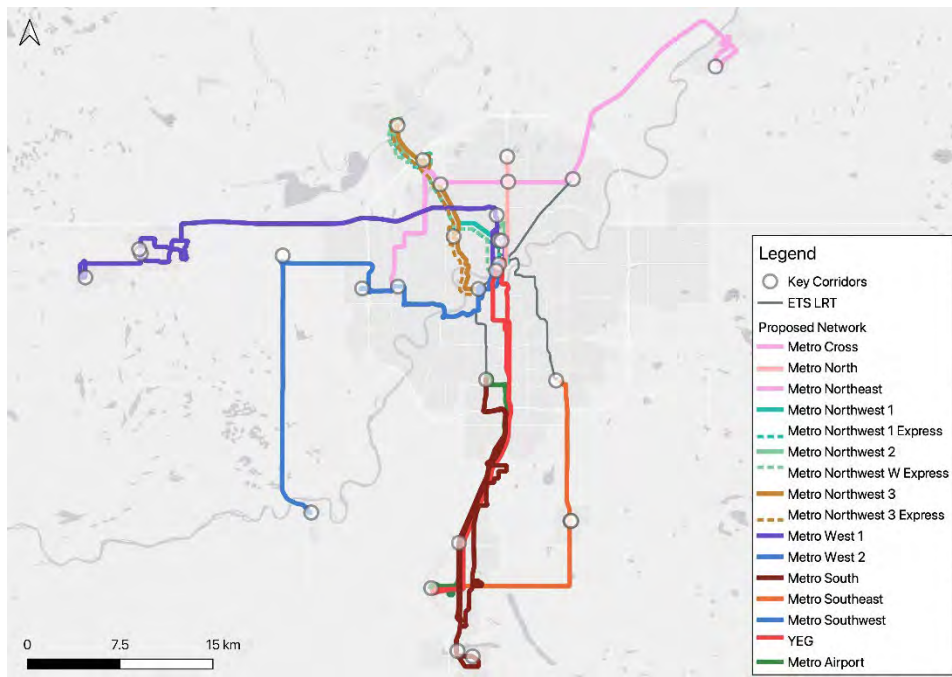 Legend
Key Corridors
ETS LRT
Proposed Network
Metro Cross
Metro North
Metro Northeast
Metro Northwest 1
Metro Northwest 1 Express
Metro Northwest 2
Metro Northwest W Express
Metro Northwest 3
Metro Northwest 3 Express
Metro West 1
Metro West 2
Metro South
Metro Southeast
Metro Southwest
YEG
Metro Airport
0 7.5 15 km